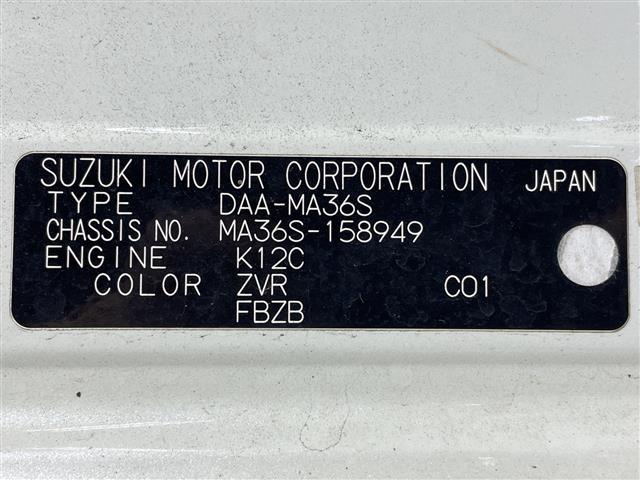 SUZUKI MOTOR CORPORATION JAPAN
TYPE DAA-MA36S
CHASSIS NO. MA36S-158949
ENGINE K12C
COLOR ZVR C01
FBZB